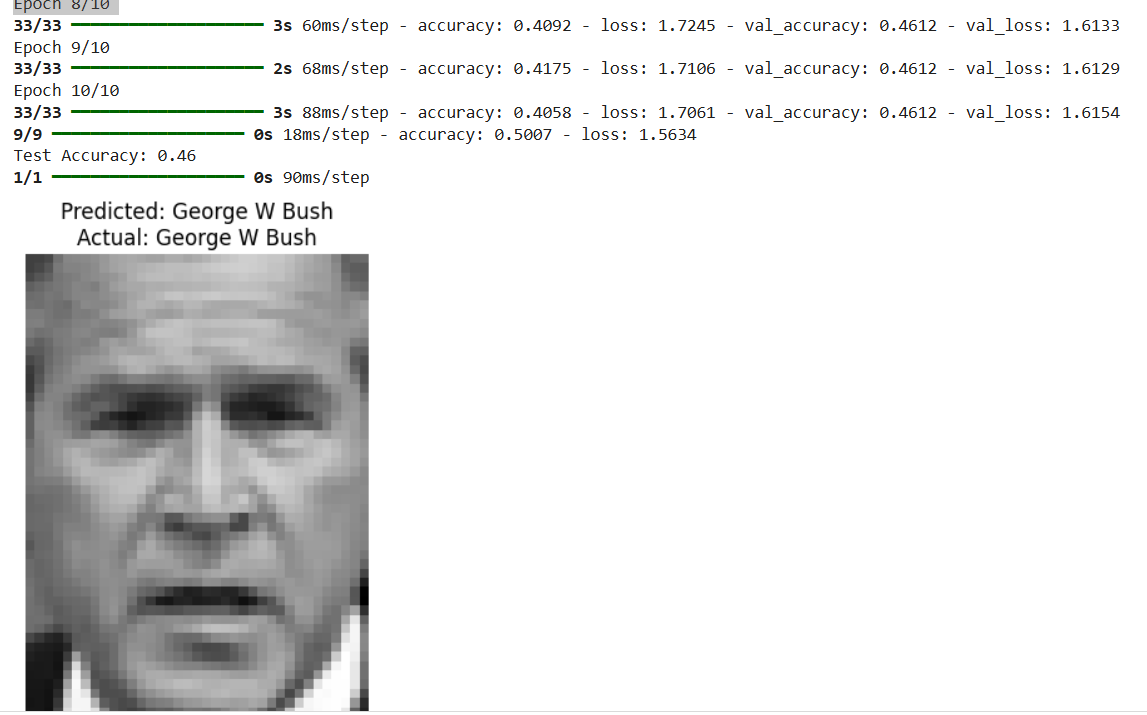 Epoch 8/10
33/33 ━━━━━━━━━━━━━━━━━━━━ 3s 60ms/step - accuracy: 0.4092 - loss: 1.7245 - val_accuracy: 0.4612 - val_loss: 1.6133
Epoch 9/10
33/33 ━━━━━━━━━━━━━━━━━━━━ 2s 68ms/step - accuracy: 0.4175 - loss: 1.7106 - val_accuracy: 0.4612 - val_loss: 1.6129
Epoch 10/10
33/33 ━━━━━━━━━━━━━━━━━━━━ 3s 88ms/step - accuracy: 0.4058 - loss: 1.7061 - val_accuracy: 0.4612 - val_loss: 1.6154
9/9 ━━━━━━━━━━━━━━━━━━━━ 0s 18ms/step - accuracy: 0.5007 - loss: 1.5634
Test Accuracy: 0.46
1/1 ━━━━━━━━━━━━━━━━━━━━ 0s 90ms/step
Predicted: George W Bush
Actual: George W Bush